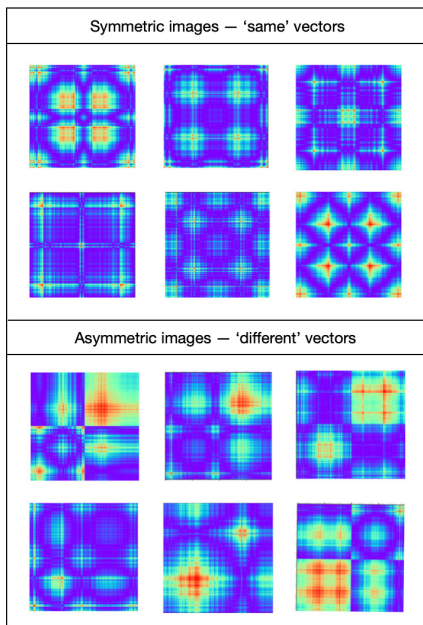 Symmetric images — ‘same’ vectors
Asymmetric images — ‘different’ vectors